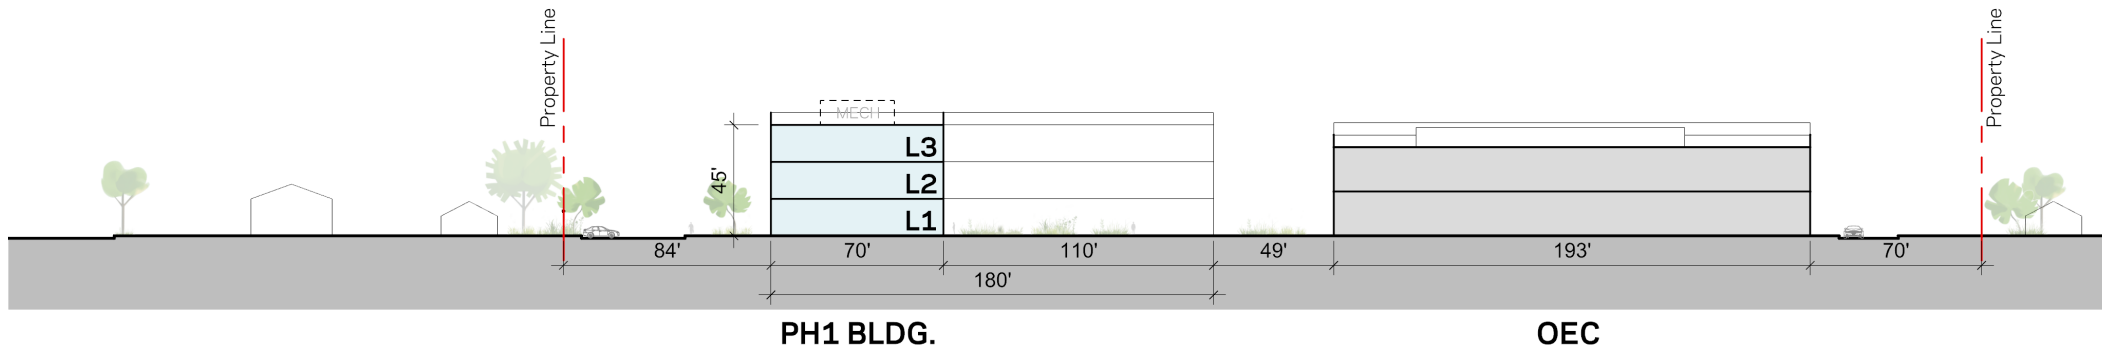 Property Line
Property Line
MECH
L3
L2
L1
45'
84'
70'
110'
49'
193'
70'
180'
PH1 BLDG.
OEC